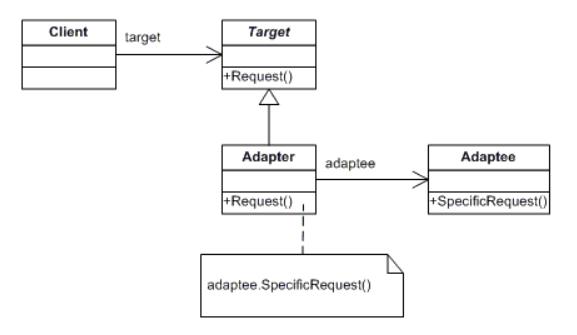 Client
target
Target
+Request()
Adapter
adaptee
Adaptee
+Request()
+SpecificRequest()
adaptee.SpecificRequest()